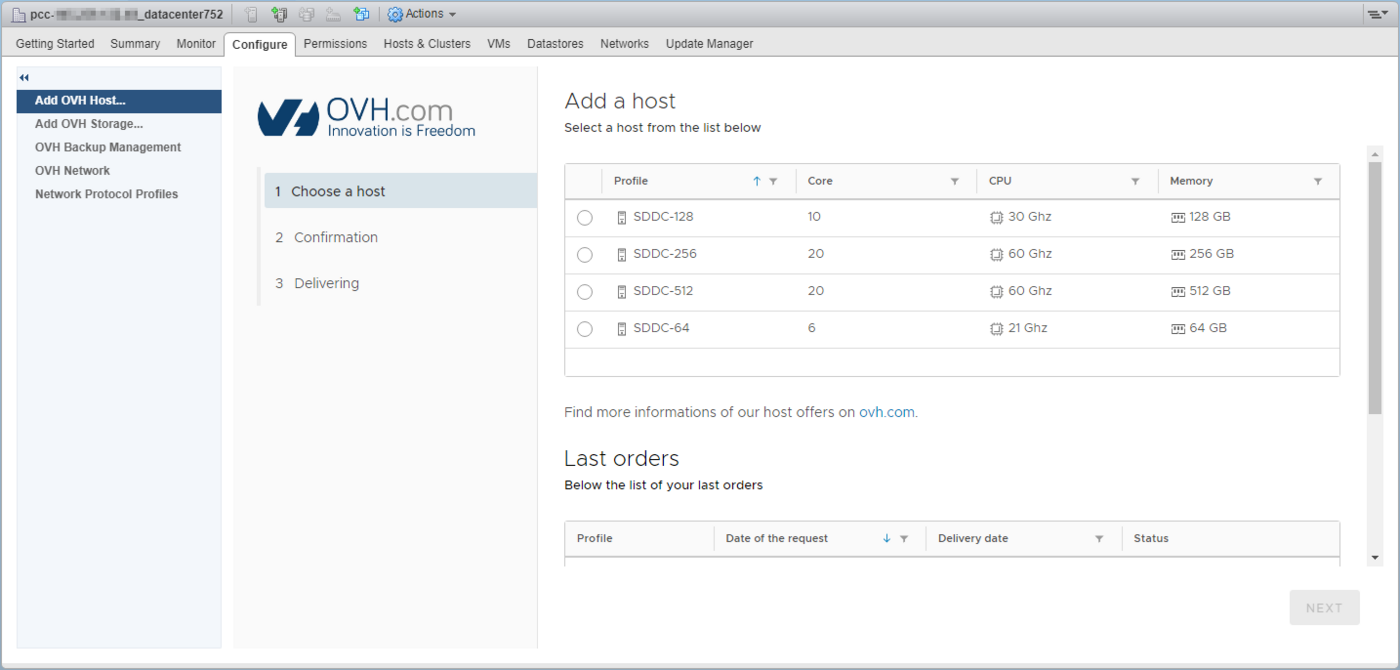 pcc-_datacenter752 Actions
Getting Started Summary Monitor Configure Permissions Hosts & Clusters VMs Datastores Networks Update Manager
Add OVH Host...
Add OVH Storage...
OVH Backup Management
OVH Network
Network Protocol Profiles
OVH.com
Innovation is Freedom
1 Choose a host
2 Confirmation
3 Delivering
Add a host
Select a host from the list below
Profile Core CPU Memory
SDDC-128 10 30 Ghz 128 GB
SDDC-256 20 60 Ghz 256 GB
SDDC-512 20 60 Ghz 512 GB
SDDC-64 6 21 Ghz 64 GB
Find more informations of our host offers on ovh.com.
Last orders
Below the list of your last orders
Profile Date of the request Delivery date Status
NEXT